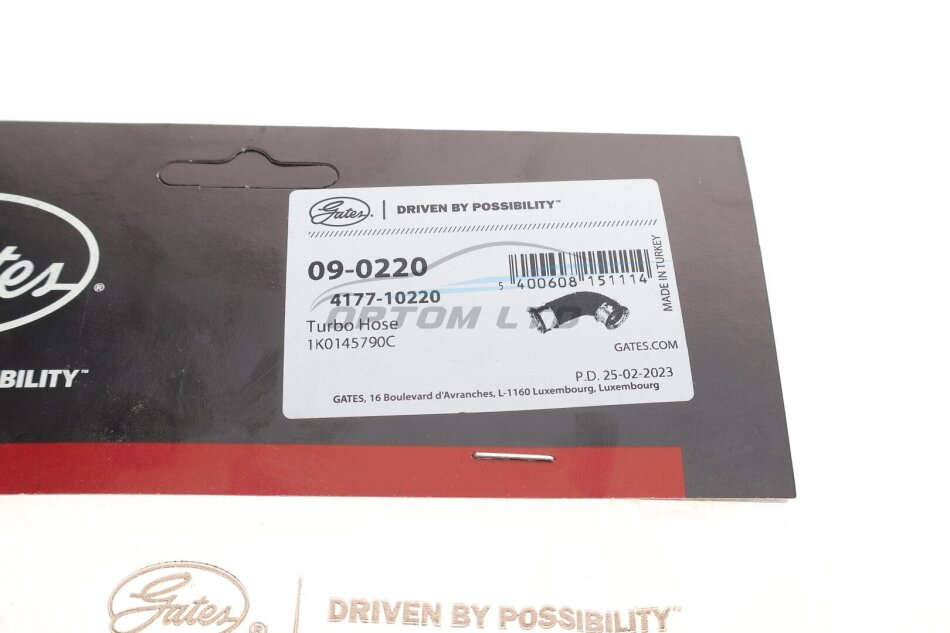 Gates® | DRIVEN BY POSSIBILITY™
09-0220
4177-10220
Turbo Hose
1K0145790C
5 400608 151114
MADE IN TURKEY
OPTOM LTD
GATES.COM
P.D. 25-02-2023
GATES, 16 Boulevard d'Avranches, L-1160 Luxembourg, Luxembourg
ates®
SIBILITY™
Gates® | DRIVEN BY POSSIBILITY™